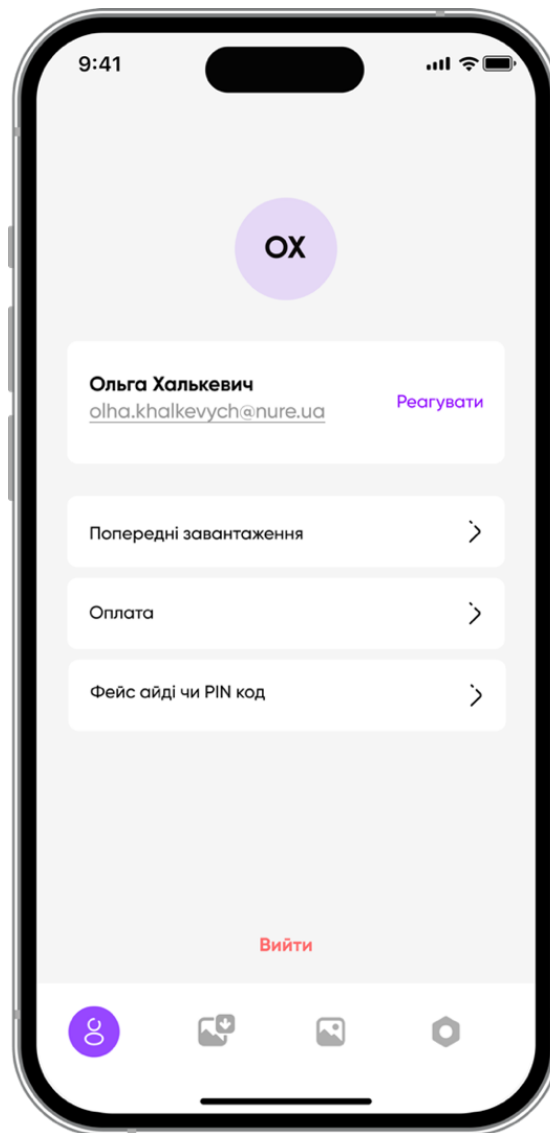 9:41
ОХ
Ольга Халькевич
olha.khalkevych@nure.ua
Реагувати
Попередні завантаження
Оплата
Фейс айді чи PIN код
Вийти